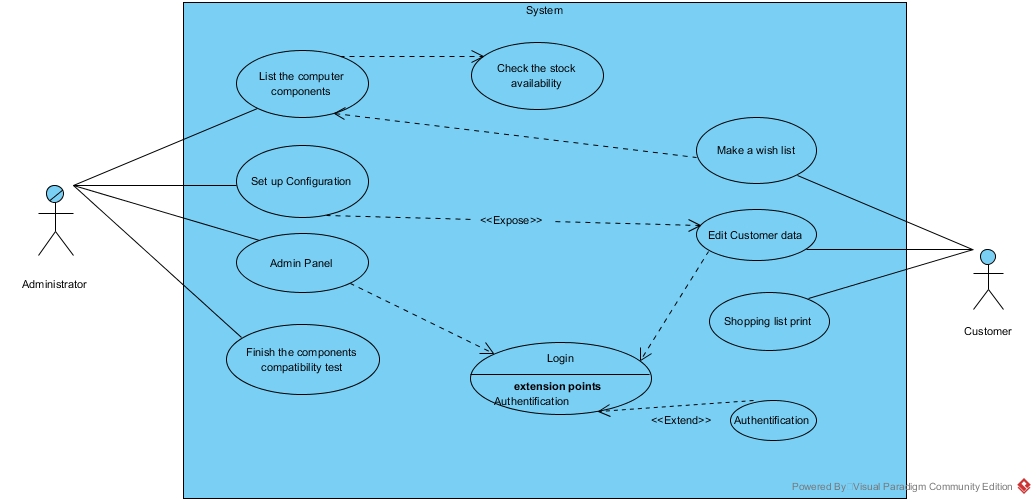 System
List the computer
components
Check the stock
availability
Make a wish list
Set up Configuration
<<Expose>>
Edit Customer data
Admin Panel
Administrator
Shopping list print
Customer
Finish the components
compatibility test
Login
extension points
Authentification
<<Extend>>
Authentification
Powered By Visual Paradigm Community Edition